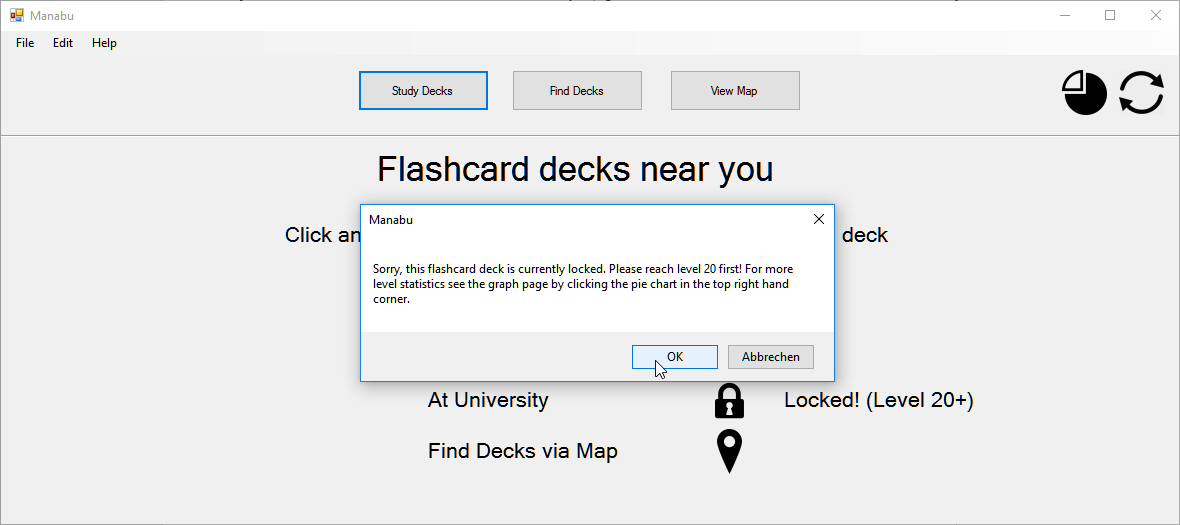 Manabu
File Edit Help
Study Decks Find Decks View Map
Flashcard decks near you
Manabu
Click an deck
Sorry, this flashcard deck is currently locked. Please reach level 20 first! For more
level statistics see the graph page by clicking the pie chart in the top right hand
corner.
OK Abbrechen
At University Locked! (Level 20+)
Find Decks via Map